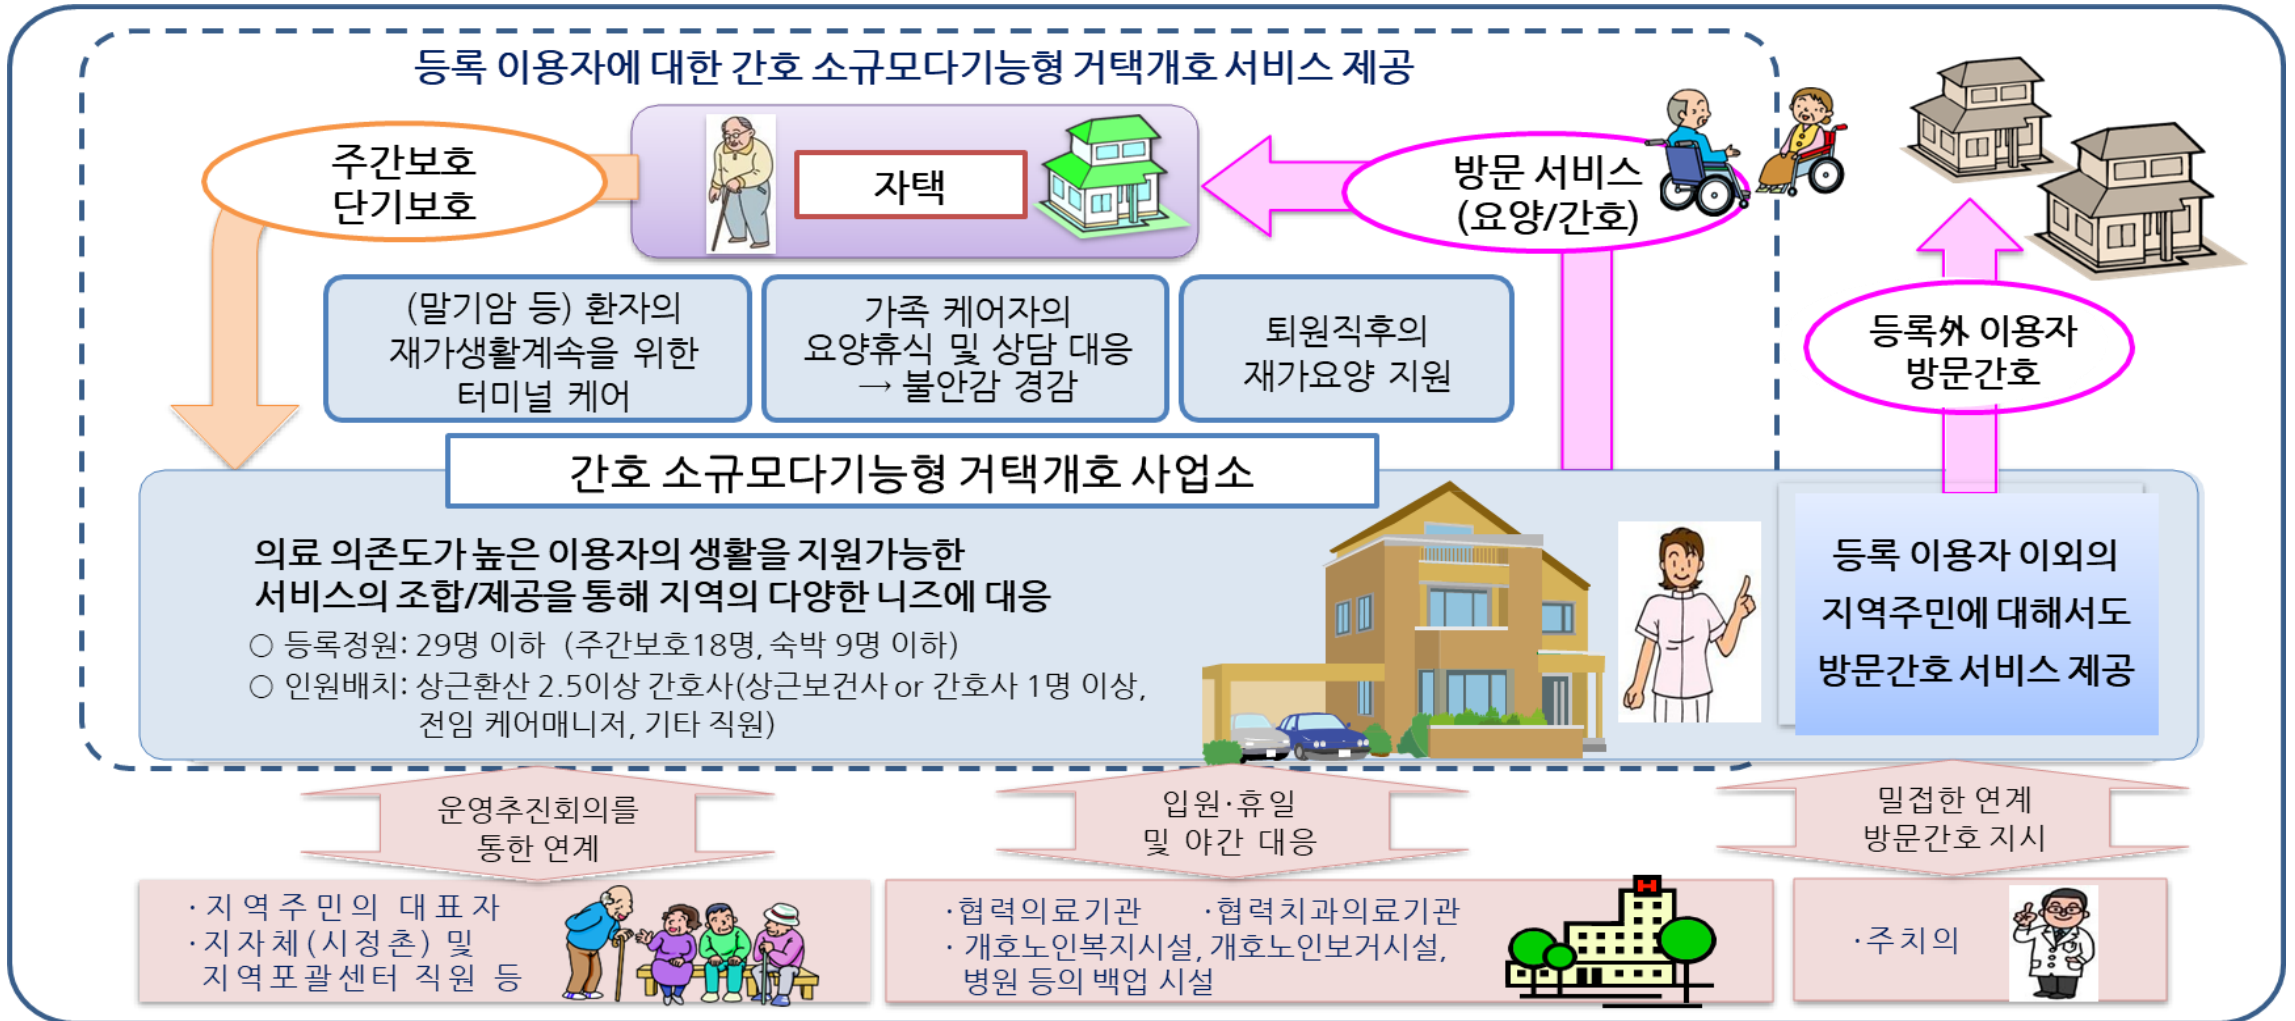 등록 이용자에 대한 간호 소규모다기능형 거택개호 서비스 제공
주간보호
단기보호
자택
방문 서비스
(요양/간호)
(말기암 등) 환자의
재가생활계속을 위한
터미널 케어
가족 케어자의
요양휴식 및 상담 대응
→ 불안감 경감
퇴원직후의
재가요양 지원
등록外 이용자
방문간호
간호 소규모다기능형 거택개호 사업소
의료 의존도가 높은 이용자의 생활을 지원가능한
서비스의 조합/제공을 통해 지역의 다양한 니즈에 대응
○ 등록정원: 29명 이하 (주간보호18명, 숙박 9명 이하)
○ 인원배치: 상근환산 2.5이상 간호사(상근보건사 or 간호사 1명 이상,
전임 케어매니저, 기타 직원)
등록 이용자 이외의
지역주민에 대해서도
방문간호 서비스 제공
운영추진회의를
통한 연계
입원·휴일
및 야간 대응
밀접한 연계
방문간호 지시
·지역주민의 대표자
·지자체(시정촌) 및
지역포괄센터 직원 등
·협력의료기관 ·협력치과의료기관
· 개호노인복지시설, 개호노인보거시설,
병원 등의 백업 시설
H
·주치의